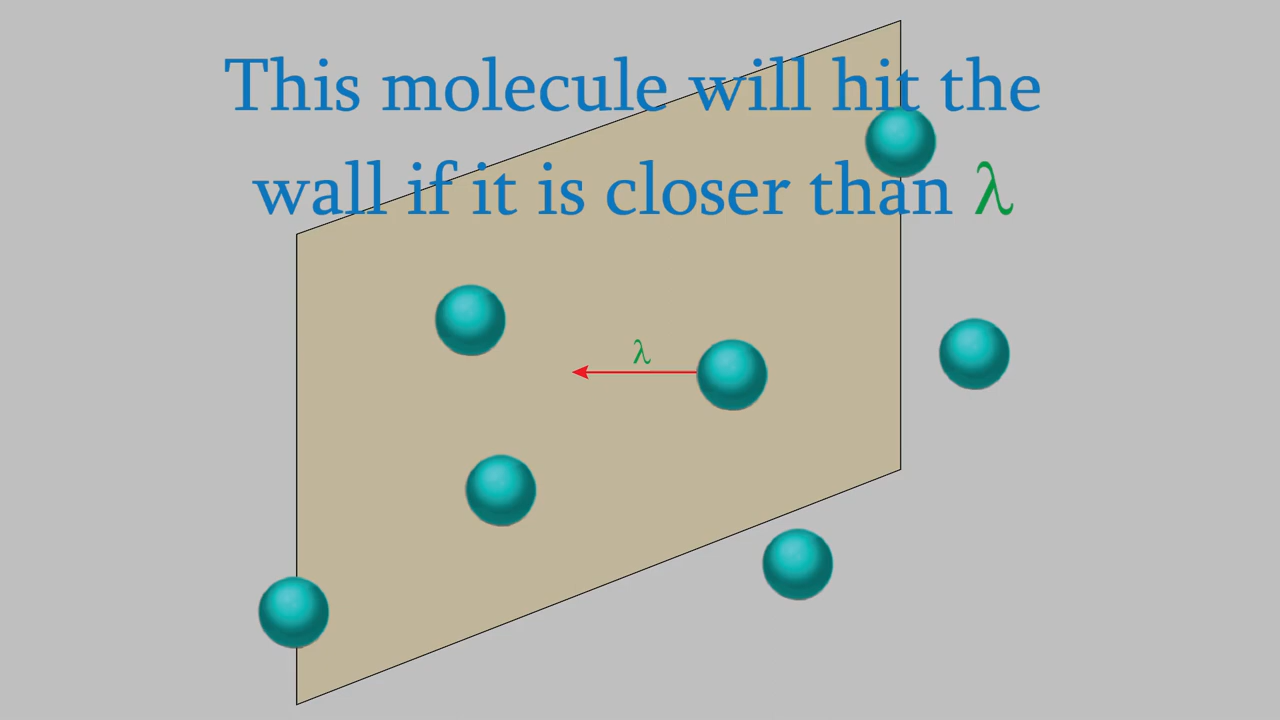 This molecule will hit the
wall if it is closer than λ
λ